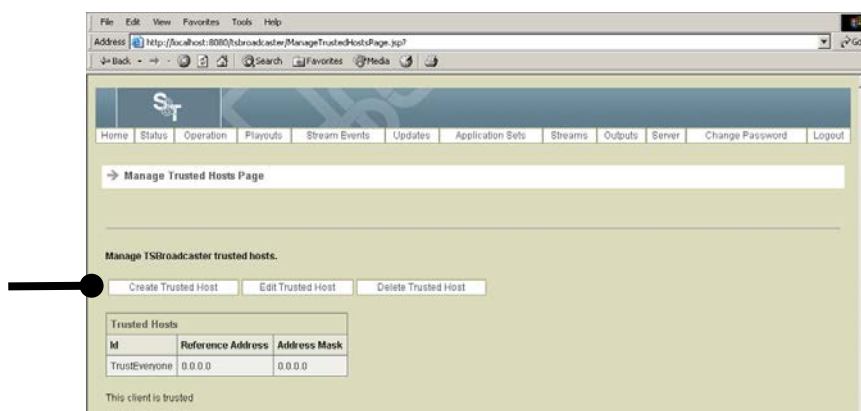 File Edit View Favorites Tools Help
Address http://localhost:8080/tsbroadcaster/ManageTrustedHostsPage.jsp? Go
Back Search Favorites Media
S&T
Home Status Operation Playouts Stream Events Updates Application Sets Streams Outputs Server Change Password Logout
Manage Trusted Hosts Page
Manage TSBroadcaster trusted hosts.
Create Trusted Host Edit Trusted Host Delete Trusted Host
Trusted Hosts
Id Reference Address Address Mask
TrustEveryone 0.0.0.0 0.0.0.0
This client is trusted